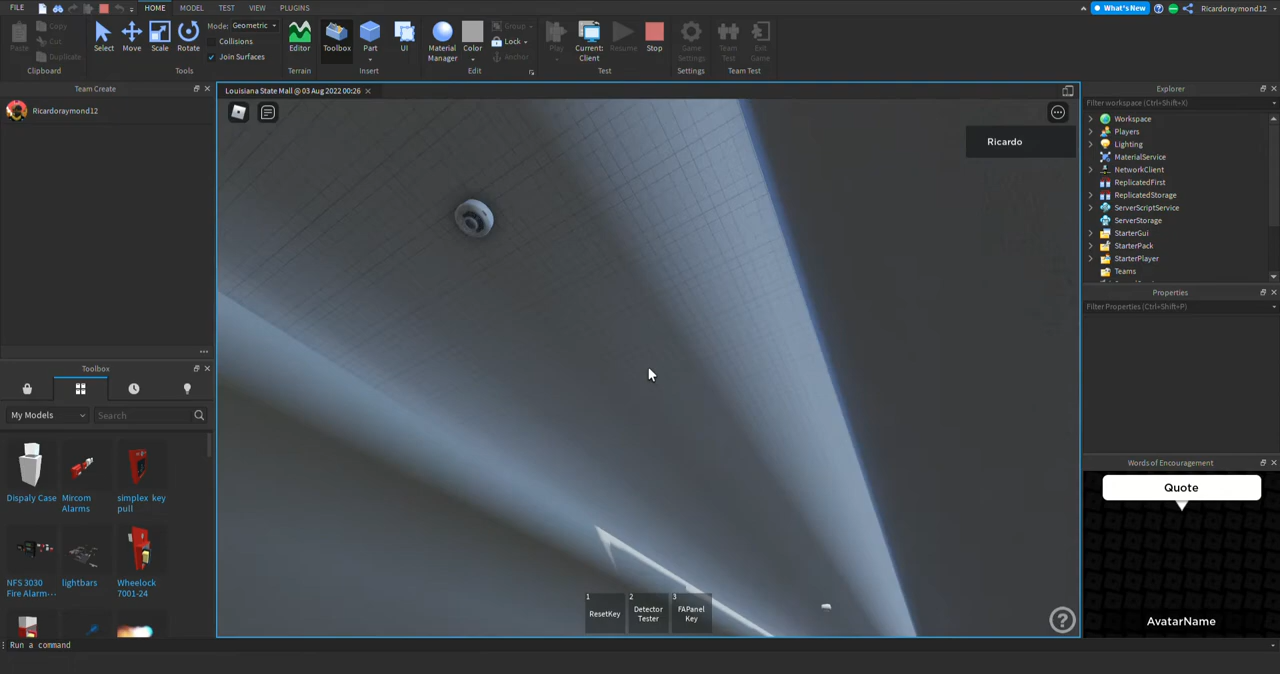 FILE
HOME
MODEL
TEST
VIEW
PLUGINS
What's New
Ricardoraymond12
Paste
Copy
Cut
Duplicate
Clipboard
Select
Move
Scale
Rotate
Mode: Geometric
Collisions
Join Surfaces
Tools
Editor
Terrain
Toolbox
Part
UI
Insert
Material
Manager
Color
Group
Lock
Anchor
Edit
Play
Current:
Client
Resume
Stop
Test
Game
Settings
Settings
Team
Test
Exit
Game
Team Test
Team Create
Ricardoraymond12
Toolbox
My Models
Search
Dispaly Case
Mircom
Alarms
simplex key
pull
NFS 3030
Fire Alarm···
lightbars
Wheelock
7001-24
Louisiana State Mall @ 03 Aug 2022 00:26
Ricardo
1
ResetKey
2
Detector
Tester
3
FAPanel
Key
Explorer
Filter workspace (Ctrl+Shift+X)
Workspace
Players
Lighting
MaterialService
NetworkClient
ReplicatedFirst
ReplicatedStorage
ServerScriptService
ServerStorage
StarterGui
StarterPack
StarterPlayer
Teams
Properties
Filter Properties (Ctrl+Shift+P)
Words of Encouragement
Quote
AvatarName
Run a command